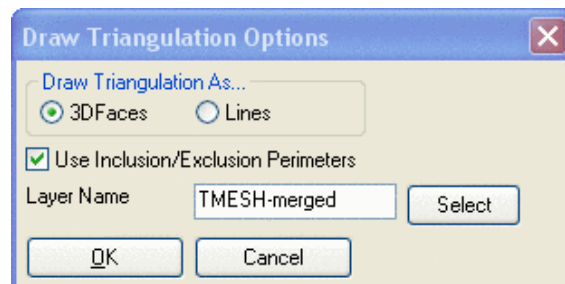 Draw Triangulation Options
Draw Triangulation As...
3DFaces Lines
Use Inclusion/Exclusion Perimeters
Layer Name TMESH-merged Select
OK Cancel